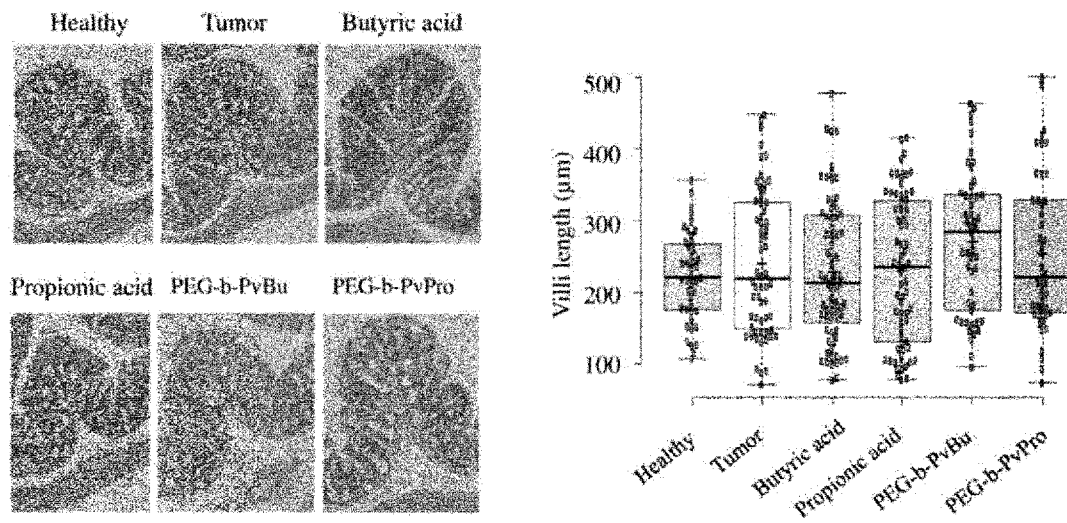 Healthy Tumor Butyric acid
Propionic acid PEG-b-PvBu PEG-b-PvPro
Villi length (µm)
500
400
300
200
100
Healthy
Tumor
Butyric acid
Propionic acid
PEG-b-PvBu
PEG-b-PvPro